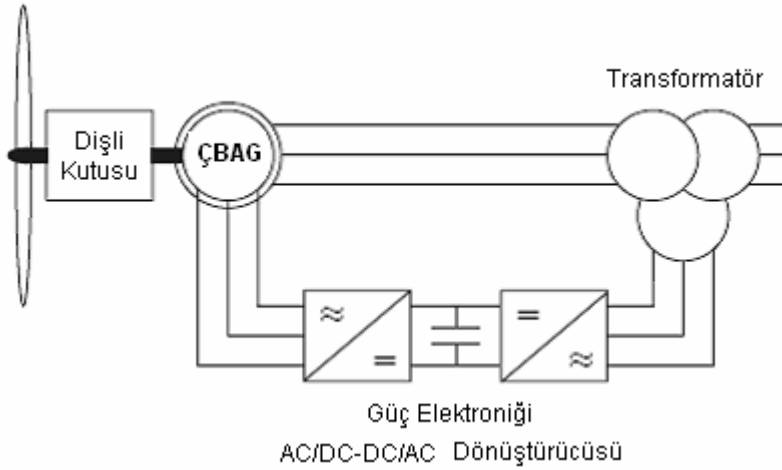 Transformatör
Dişli
Kutusu
ÇBAG
Güç Elektroniği
AC/DC-DC/AC Dönüştürücüsü